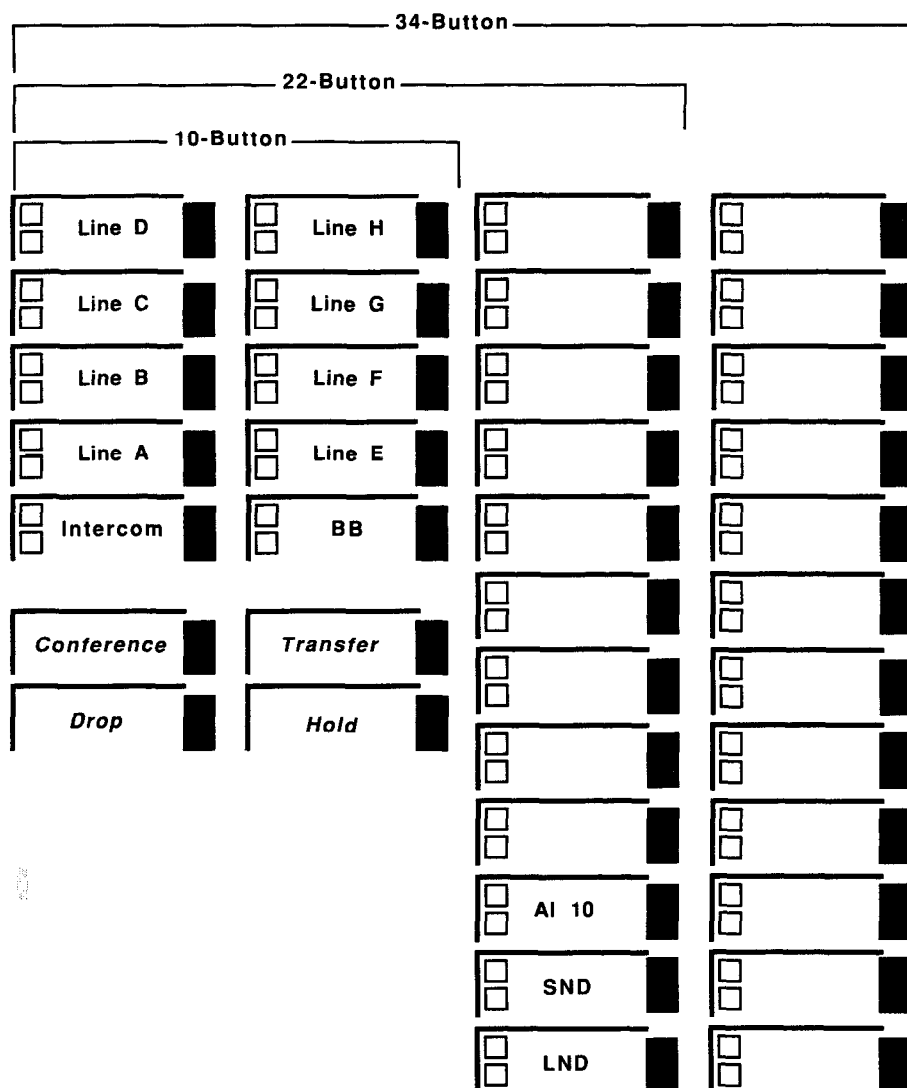 34-Button
22-Button
10-Button
Line D
Line H
Line C
Line G
Line B
Line F
Line A
Line E
Intercom
BB
Conference
Transfer
Drop
Hold
AI 10
SND
LND